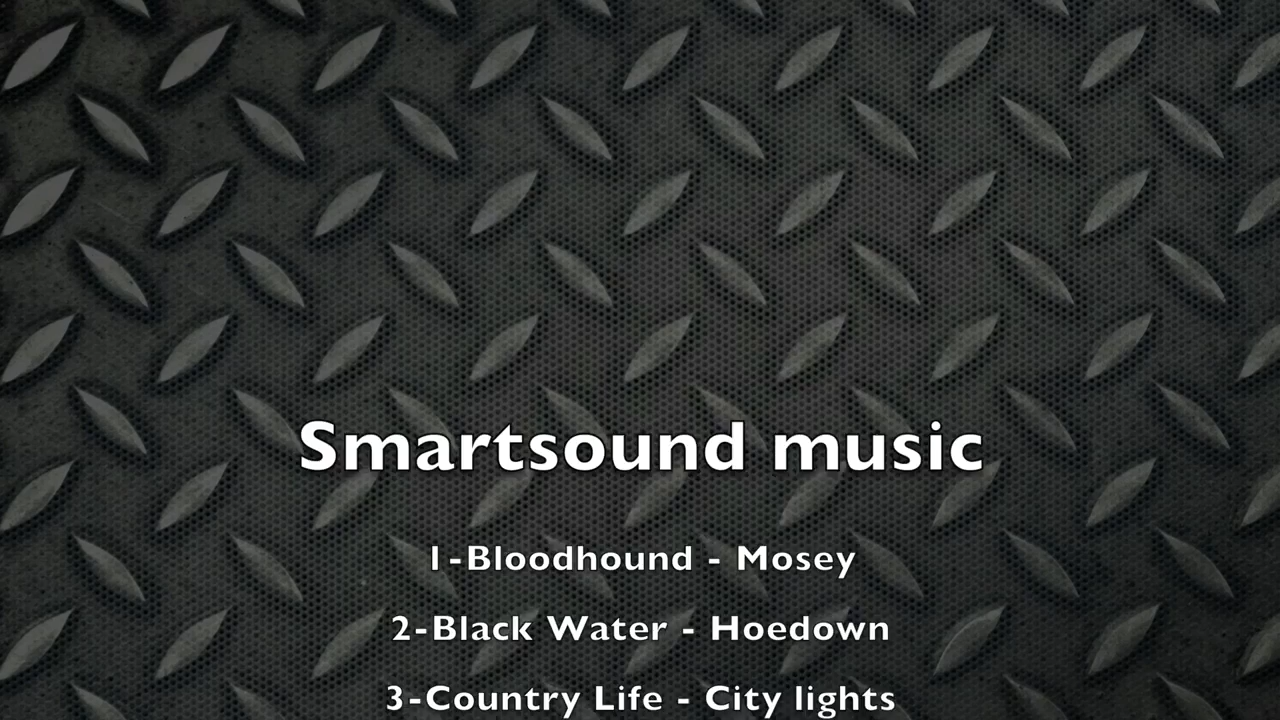 Smartsound music
1-Bloodhound - Mosey
2-Black Water - Hoedown
3-Country Life - City lights